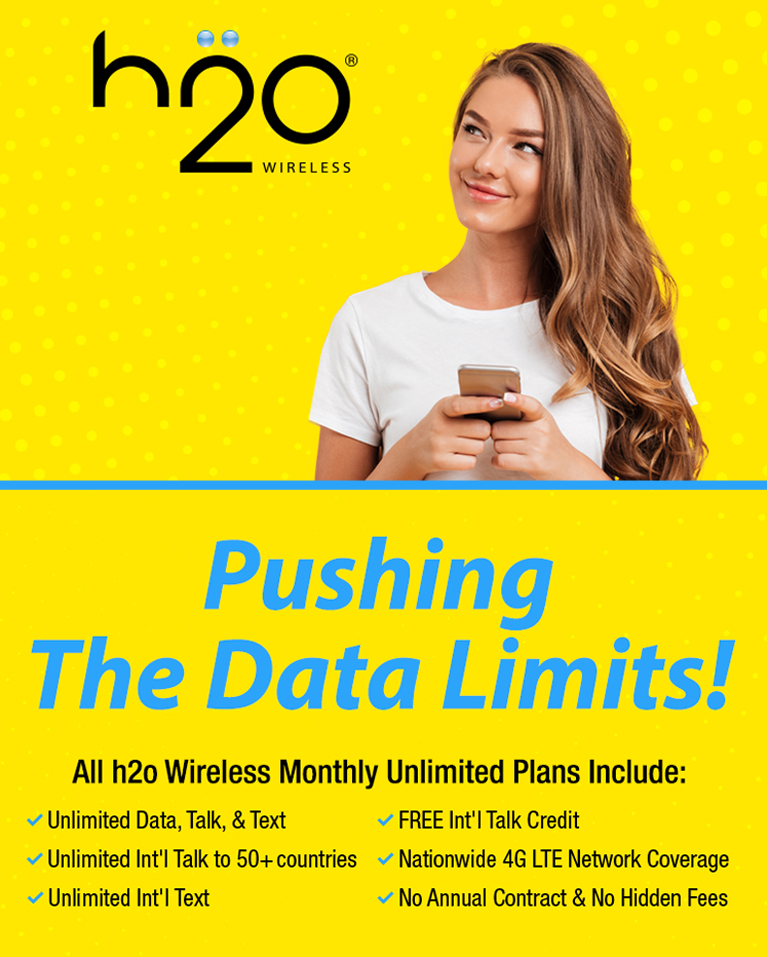 h2o®
WIRELESS
Pushing
The Data Limits!
All h2o Wireless Monthly Unlimited Plans Include:
Unlimited Data, Talk, & Text
Unlimited Int'l Talk to 50+ countries
Unlimited Int'l Text
FREE Int'l Talk Credit
Nationwide 4G LTE Network Coverage
No Annual Contract & No Hidden Fees